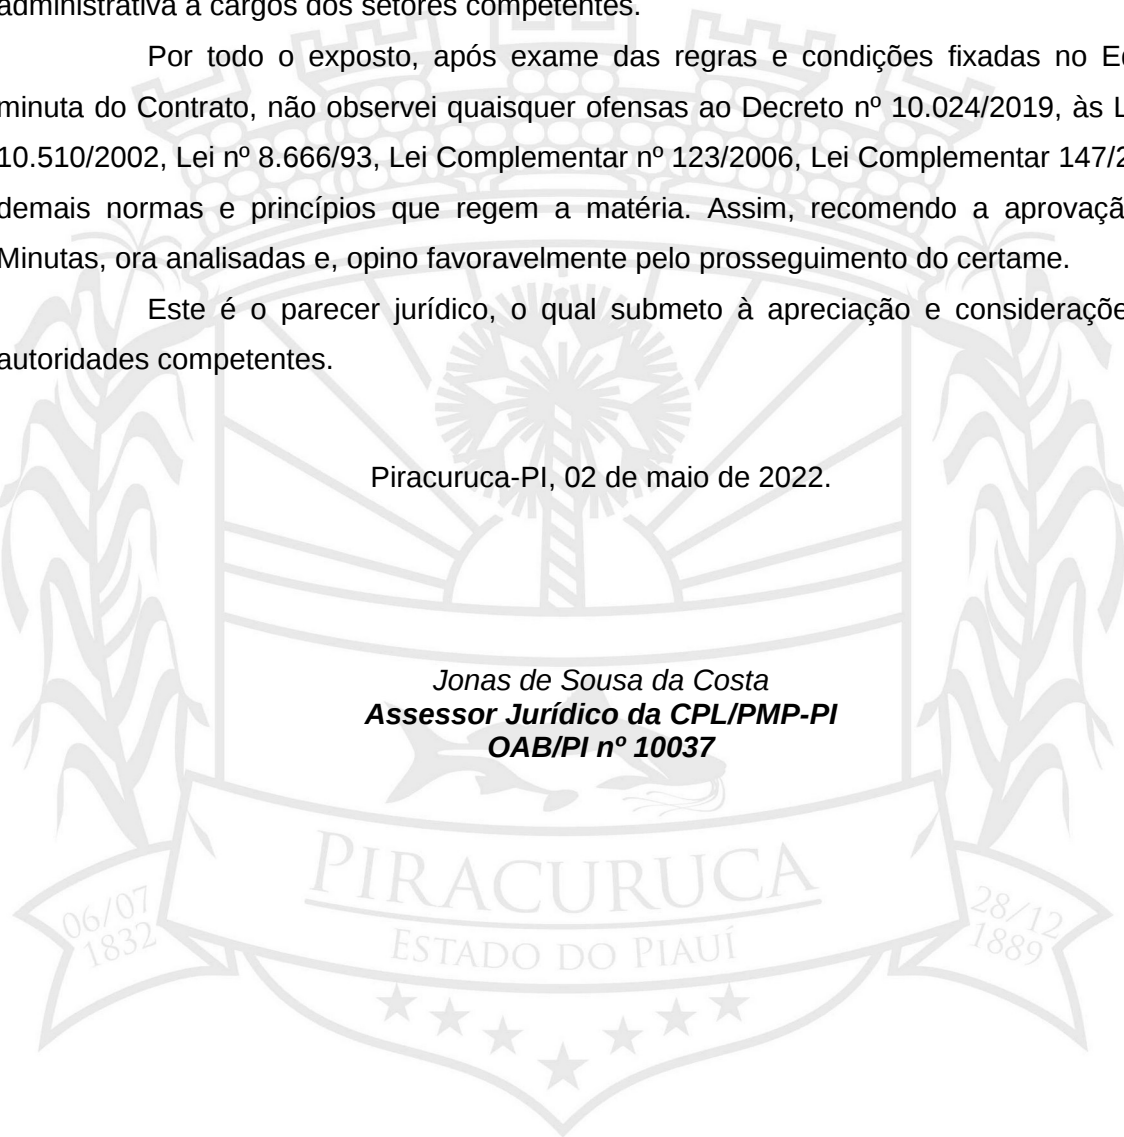 administrativa a cargos dos setores competentes.
Por todo o exposto, após exame das regras e condições fixadas no
minuta do Contrato, não observei quaisquer ofensas ao Decreto nº 10.024/2019, às
10.510/2002, Lei nº 8.666/93, Lei Complementar nº 123/2006, Lei Complementar 147/2
demais normas e princípios que regem a matéria. Assim, recomendo a aprovaçã
Minutas, ora analisadas e, opino favoravelmente pelo prosseguimento do certame.
Este é o parecer jurídico, o qual submeto à apreciação e consideraçõe
autoridades competentes.
Piracuruca-PI, 02 de maio de 2022.
Jonas de Sousa da Costa
Assessor Jurídico da CPL/PMP-PI
OAB/PI nº 10037
PIRACURUCA
ESTADO DO PIAUÍ
06/07
1832
28/12
1889